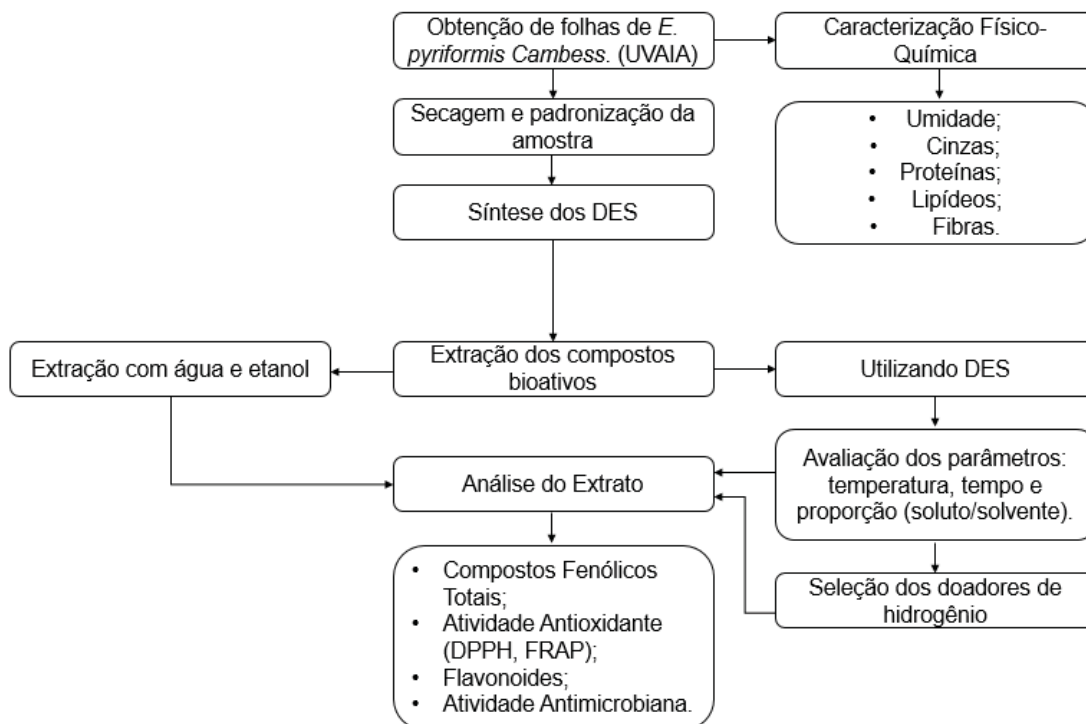 Obtenção de folhas de E.
pyriformis Cambess. (UVAIA)
Caracterização Físico-
Química
Secagem e padronização da
amostra
• Umidade;
• Cinzas;
• Proteínas;
• Lipídeos;
• Fibras.
Síntese dos DES
Extração com água e etanol
Extração dos compostos
bioativos
Utilizando DES
Análise do Extrato
Avaliação dos parâmetros:
temperatura, tempo e
proporção (soluto/solvente).
• Compostos Fenólicos
Totais;
• Atividade Antioxidante
(DPPH, FRAP);
• Flavonoides;
• Atividade Antimicrobiana.
Seleção dos doadores de
hidrogênio